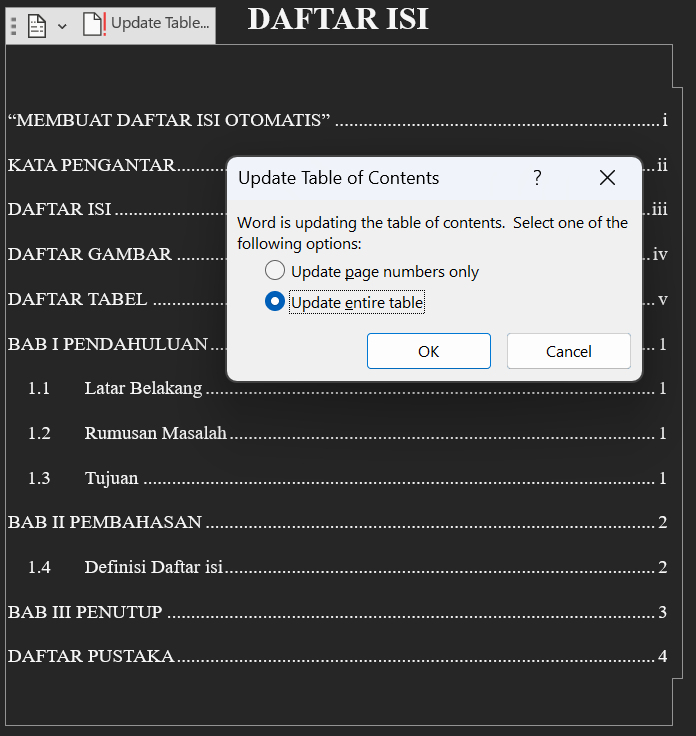 Update Table...
DAFTAR ISI
“MEMBUAT DAFTAR ISI OTOMATIS” i
KATA PENGANTAR ii
DAFTAR ISI iii
DAFTAR GAMBAR iv
DAFTAR TABEL v
BAB I PENDAHULUAN 1
1.1 Latar Belakang 1
1.2 Rumusan Masalah 1
1.3 Tujuan 1
BAB II PEMBAHASAN 2
1.4 Definisi Daftar isi 2
BAB III PENUTUP 3
DAFTAR PUSTAKA 4
Update Table of Contents ?
Word is updating the table of contents. Select one of the
following options:
Update page numbers only
Update entire table
OK Cancel